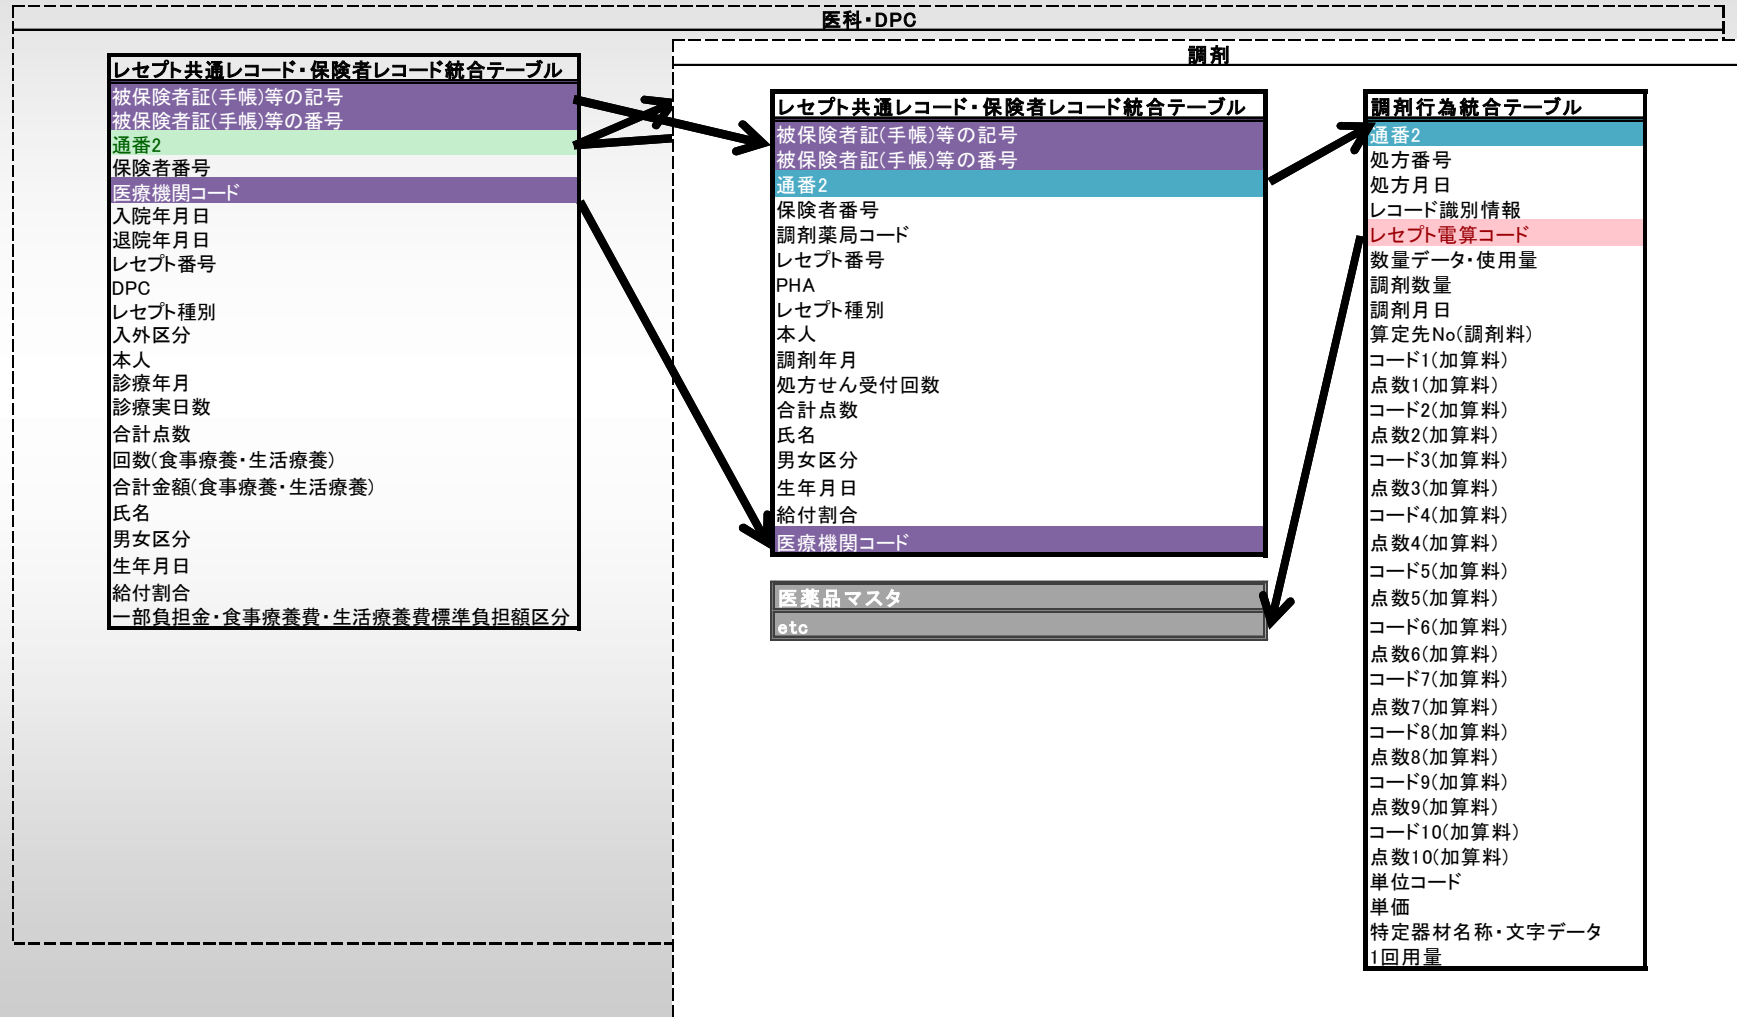 医科・DPC
調剤
レセプト共通レコード・保険者レコード統合テーブル
被保険者証(手帳)等の記号
被保険者証(手帳)等の番号
通番2
保険者番号
医療機関コード
入院年月日
退院年月日
レセプト番号
DPC
レセプト種別
入外区分
本人
診療年月
診療実日数
合計点数
回数(食事療養・生活療養)
合計金額(食事療養・生活療養)
氏名
男女区分
生年月日
給付割合
一部負担金・食事療養費・生活療養費標準負担額区分
レセプト共通レコード・保険者レコード統合テーブル
被保険者証(手帳)等の記号
被保険者証(手帳)等の番号
通番2
保険者番号
調剤薬局コード
レセプト番号
PHA
レセプト種別
本人
調剤年月
処方せん受付回数
合計点数
氏名
男女区分
生年月日
給付割合
医療機関コード
医薬品マスタ
etc
調剤行為統合テーブル
通番2
処方番号
処方月日
レコード識別情報
レセプト電算コード
数量データ・使用量
調剤数量
調剤月日
算定先No(調剤料)
コード1(加算料)
点数1(加算料)
コード2(加算料)
点数2(加算料)
コード3(加算料)
点数3(加算料)
コード4(加算料)
点数4(加算料)
コード5(加算料)
点数5(加算料)
コード6(加算料)
点数6(加算料)
コード7(加算料)
点数7(加算料)
コード8(加算料)
点数8(加算料)
コード9(加算料)
点数9(加算料)
コード10(加算料)
点数10(加算料)
単位コード
単価
特定器材名称・文字データ
1回用量